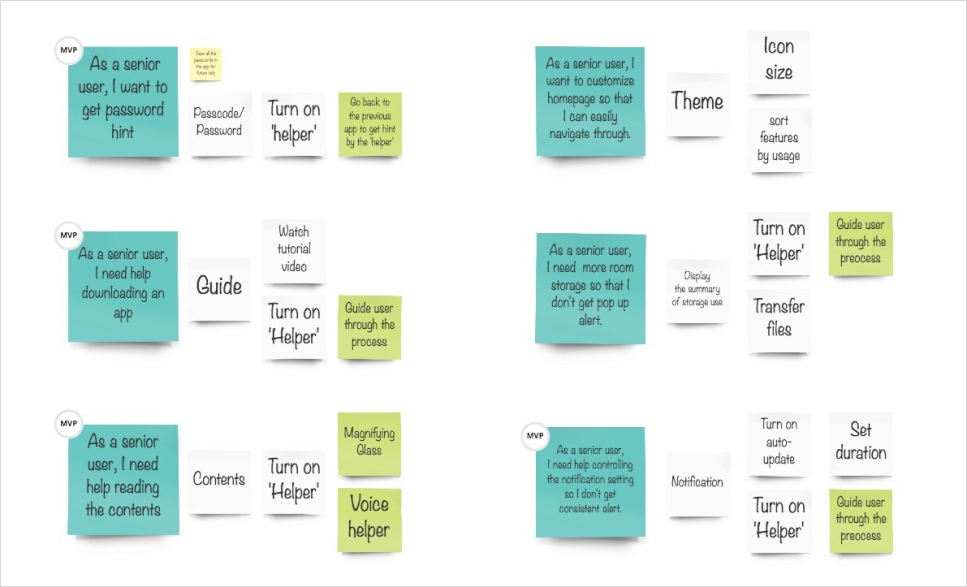 MVP
As a senior
user, I want to
get password
hint
Save all the
passwords in
the app for
future help
Passcode/
Password
Turn on
'helper'
Go back to
the previous
app to get hint
by the 'helper'
As a senior user, I
want to customize
homepage so that
I can easily
navigate through.
Theme
Icon
size
sort
features
by usage
MVP
As a senior user,
I need help
downloading an
app
Guide
Watch
tutorial
video
Turn on
'Helper'
Guide user
through the
process
As a senior user,
I need more room
storage so that I
don't get pop up
alert.
Display
the summary
of storage use
Turn on
'Helper'
Guide user
through the
preocess
Transfer
files
MVP
As a senior
user, I need
help reading
the contents
Contents
Turn on
'Helper'
Magnifying
Glass
Voice
helper
MVP
As a senior user,
I need help controlling
the notification setting
so I don't get
consistent alert.
Notification
Turn on
auto-
update
Set
duration
Turn on
'Helper'
Guide user
through the
preocess